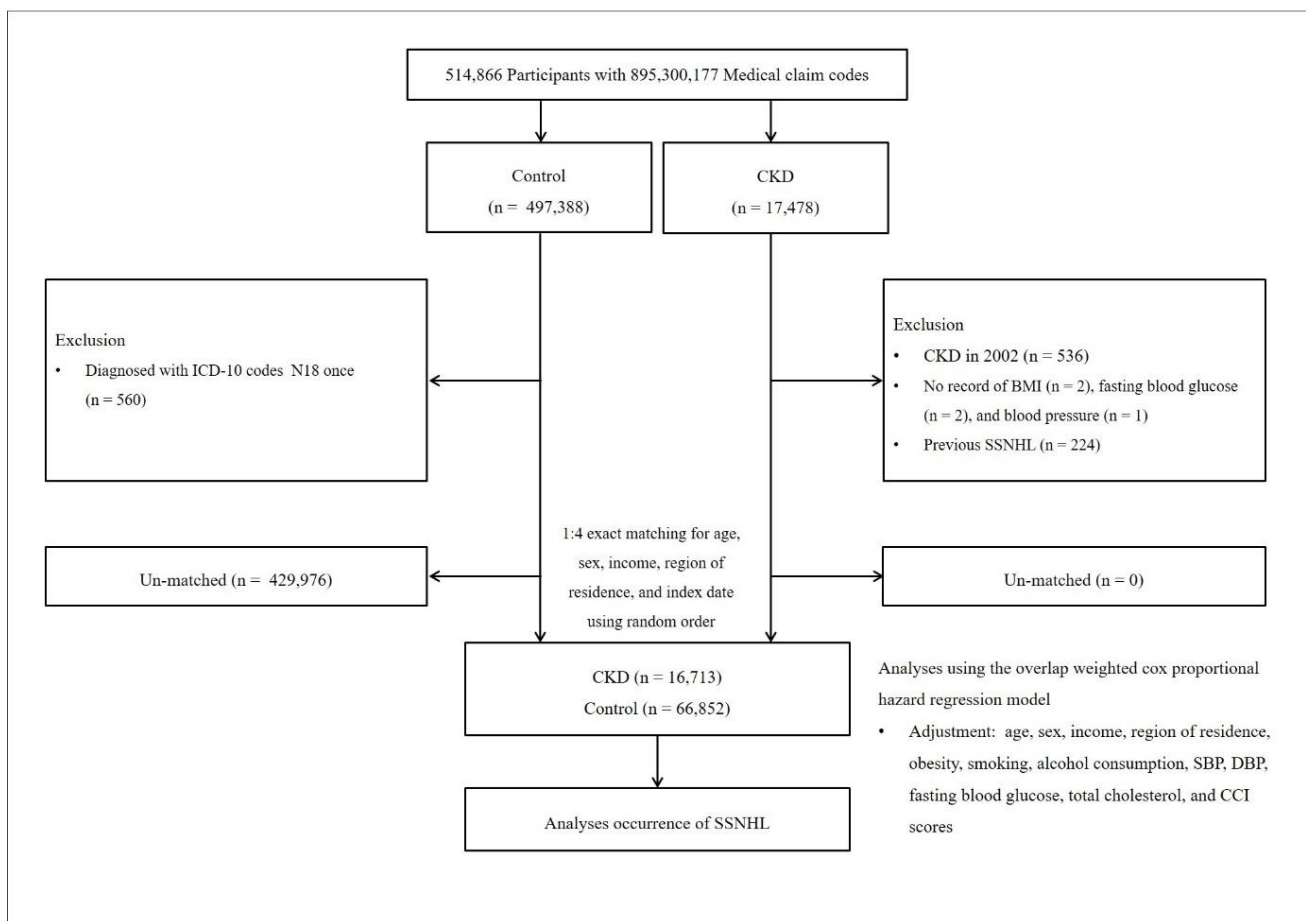 514,866 Participants with 895,300,177 Medical claim codes
Control
(n = 497,388)
CKD
(n = 17,478)
Exclusion
• Diagnosed with ICD-10 codes N18 once
(n = 560)
Exclusion
• CKD in 2002 (n = 536)
• No record of BMI (n = 2), fasting blood glucose
(n = 2), and blood pressure (n = 1)
• Previous SSNHL (n = 224)
1:4 exact matching for age,
sex, income, region of
residence, and index date
using random order
Un-matched (n = 429,976)
Un-matched (n = 0)
CKD (n = 16,713)
Control (n = 66,852)
Analyses using the overlap weighted cox proportional
hazard regression model
• Adjustment: age, sex, income, region of residence,
obesity, smoking, alcohol consumption, SBP, DBP,
fasting blood glucose, total cholesterol, and CCI
scores
Analyses occurrence of SSNHL